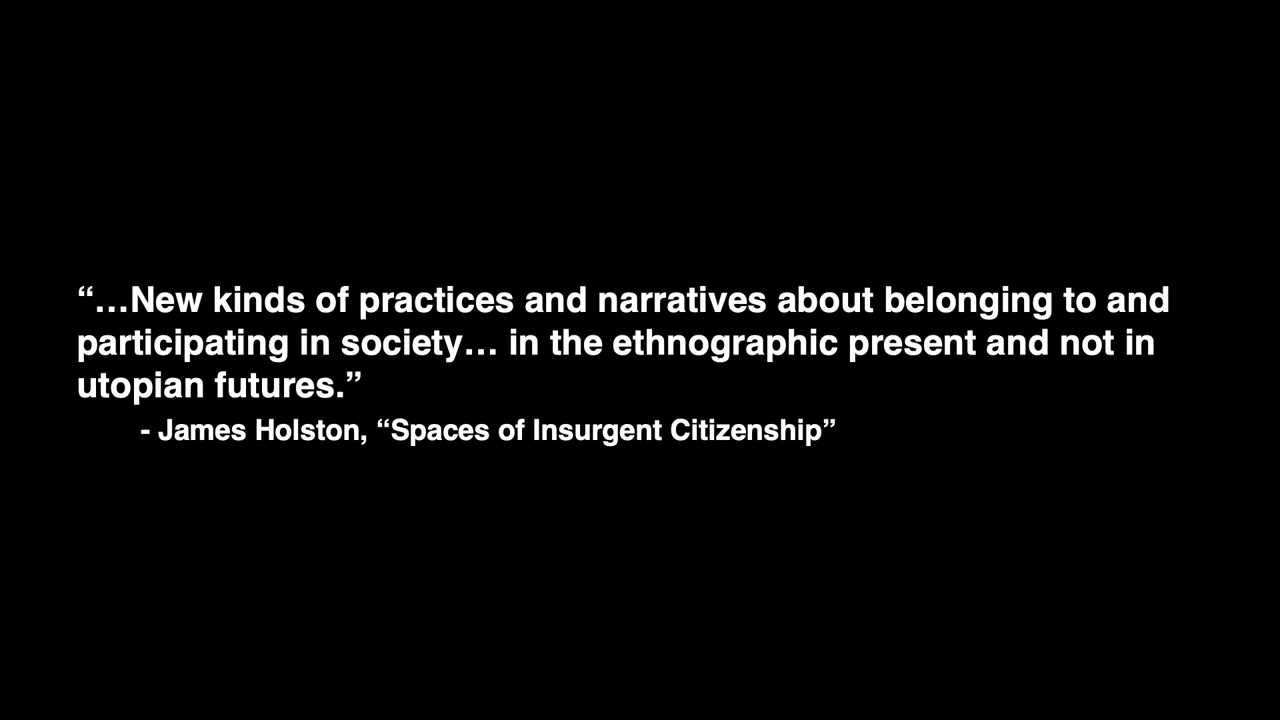 “…New kinds of practices and narratives about belonging to and
participating in society… in the ethnographic present and not in
utopian futures.”
- James Holston, “Spaces of Insurgent Citizenship”